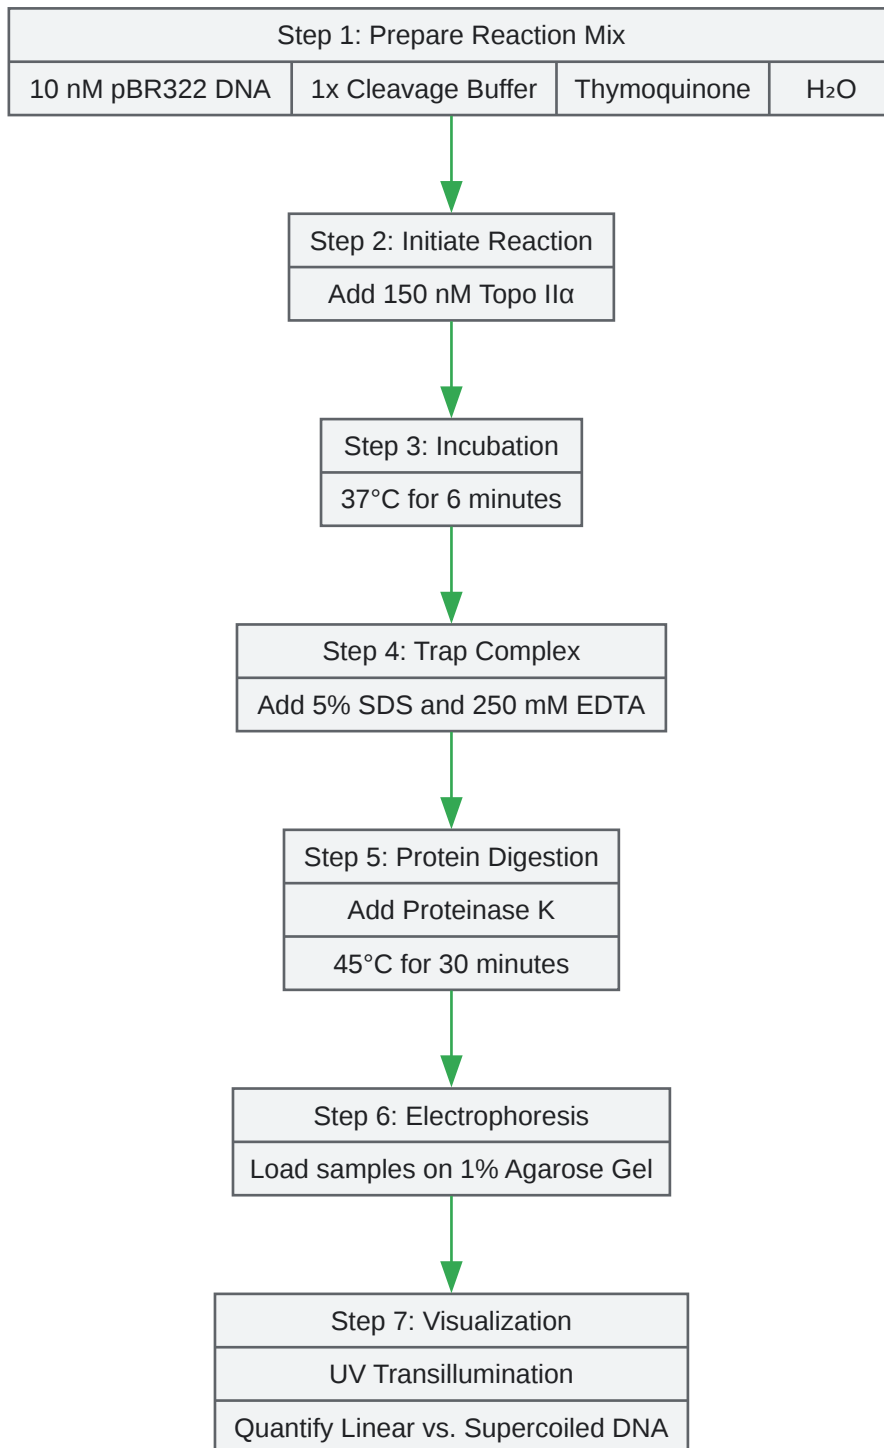 Step 1: Prepare Reaction Mix
10 nM pBR322 DNA
1x Cleavage Buffer
Thymoquinone
H₂O
Step 2: Initiate Reaction
Add 150 nM Topo IIα
Step 3: Incubation
37°C for 6 minutes
Step 4: Trap Complex
Add 5% SDS and 250 mM EDTA
Step 5: Protein Digestion
Add Proteinase K
45°C for 30 minutes
Step 6: Electrophoresis
Load samples on 1% Agarose Gel
Step 7: Visualization
UV Transillumination
Quantify Linear vs. Supercoiled DNA